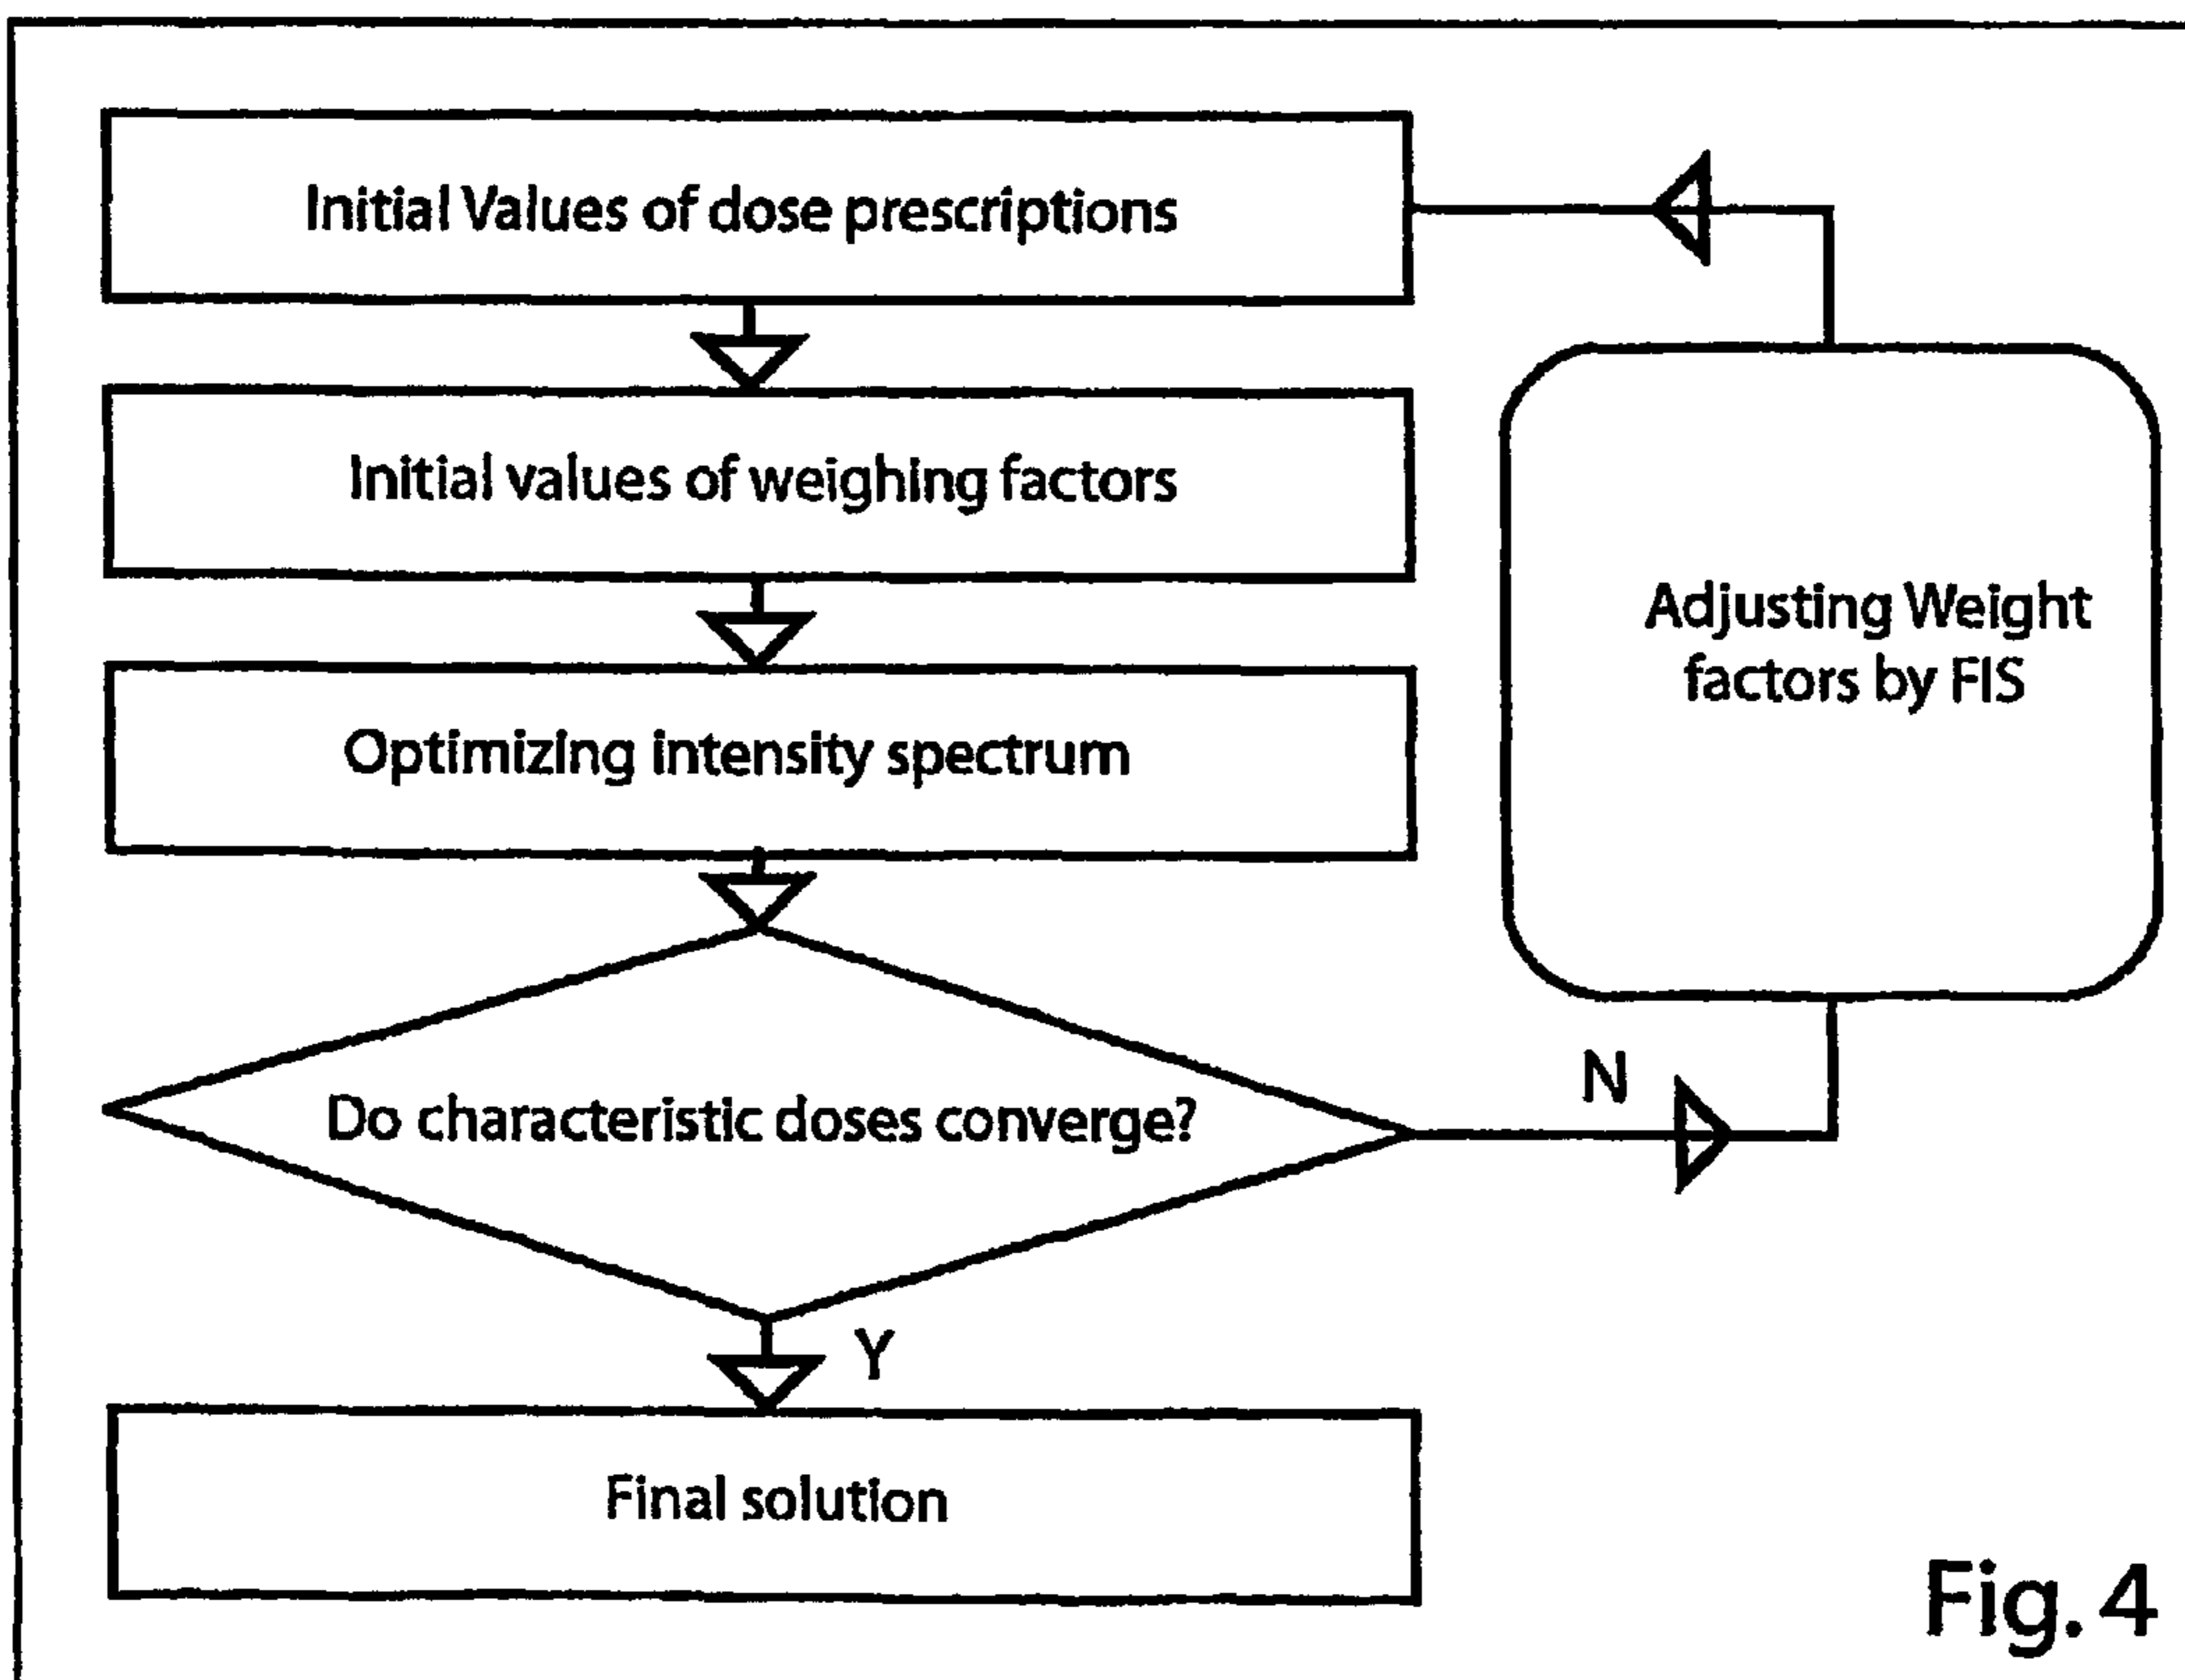 Initial Values of dose prescriptions
Initial values of weighing factors
Optimizing intensity spectrum
Adjusting Weight
factors by FIS
Do characteristic doses converge?
N
Y
Final solution
Fig. 4